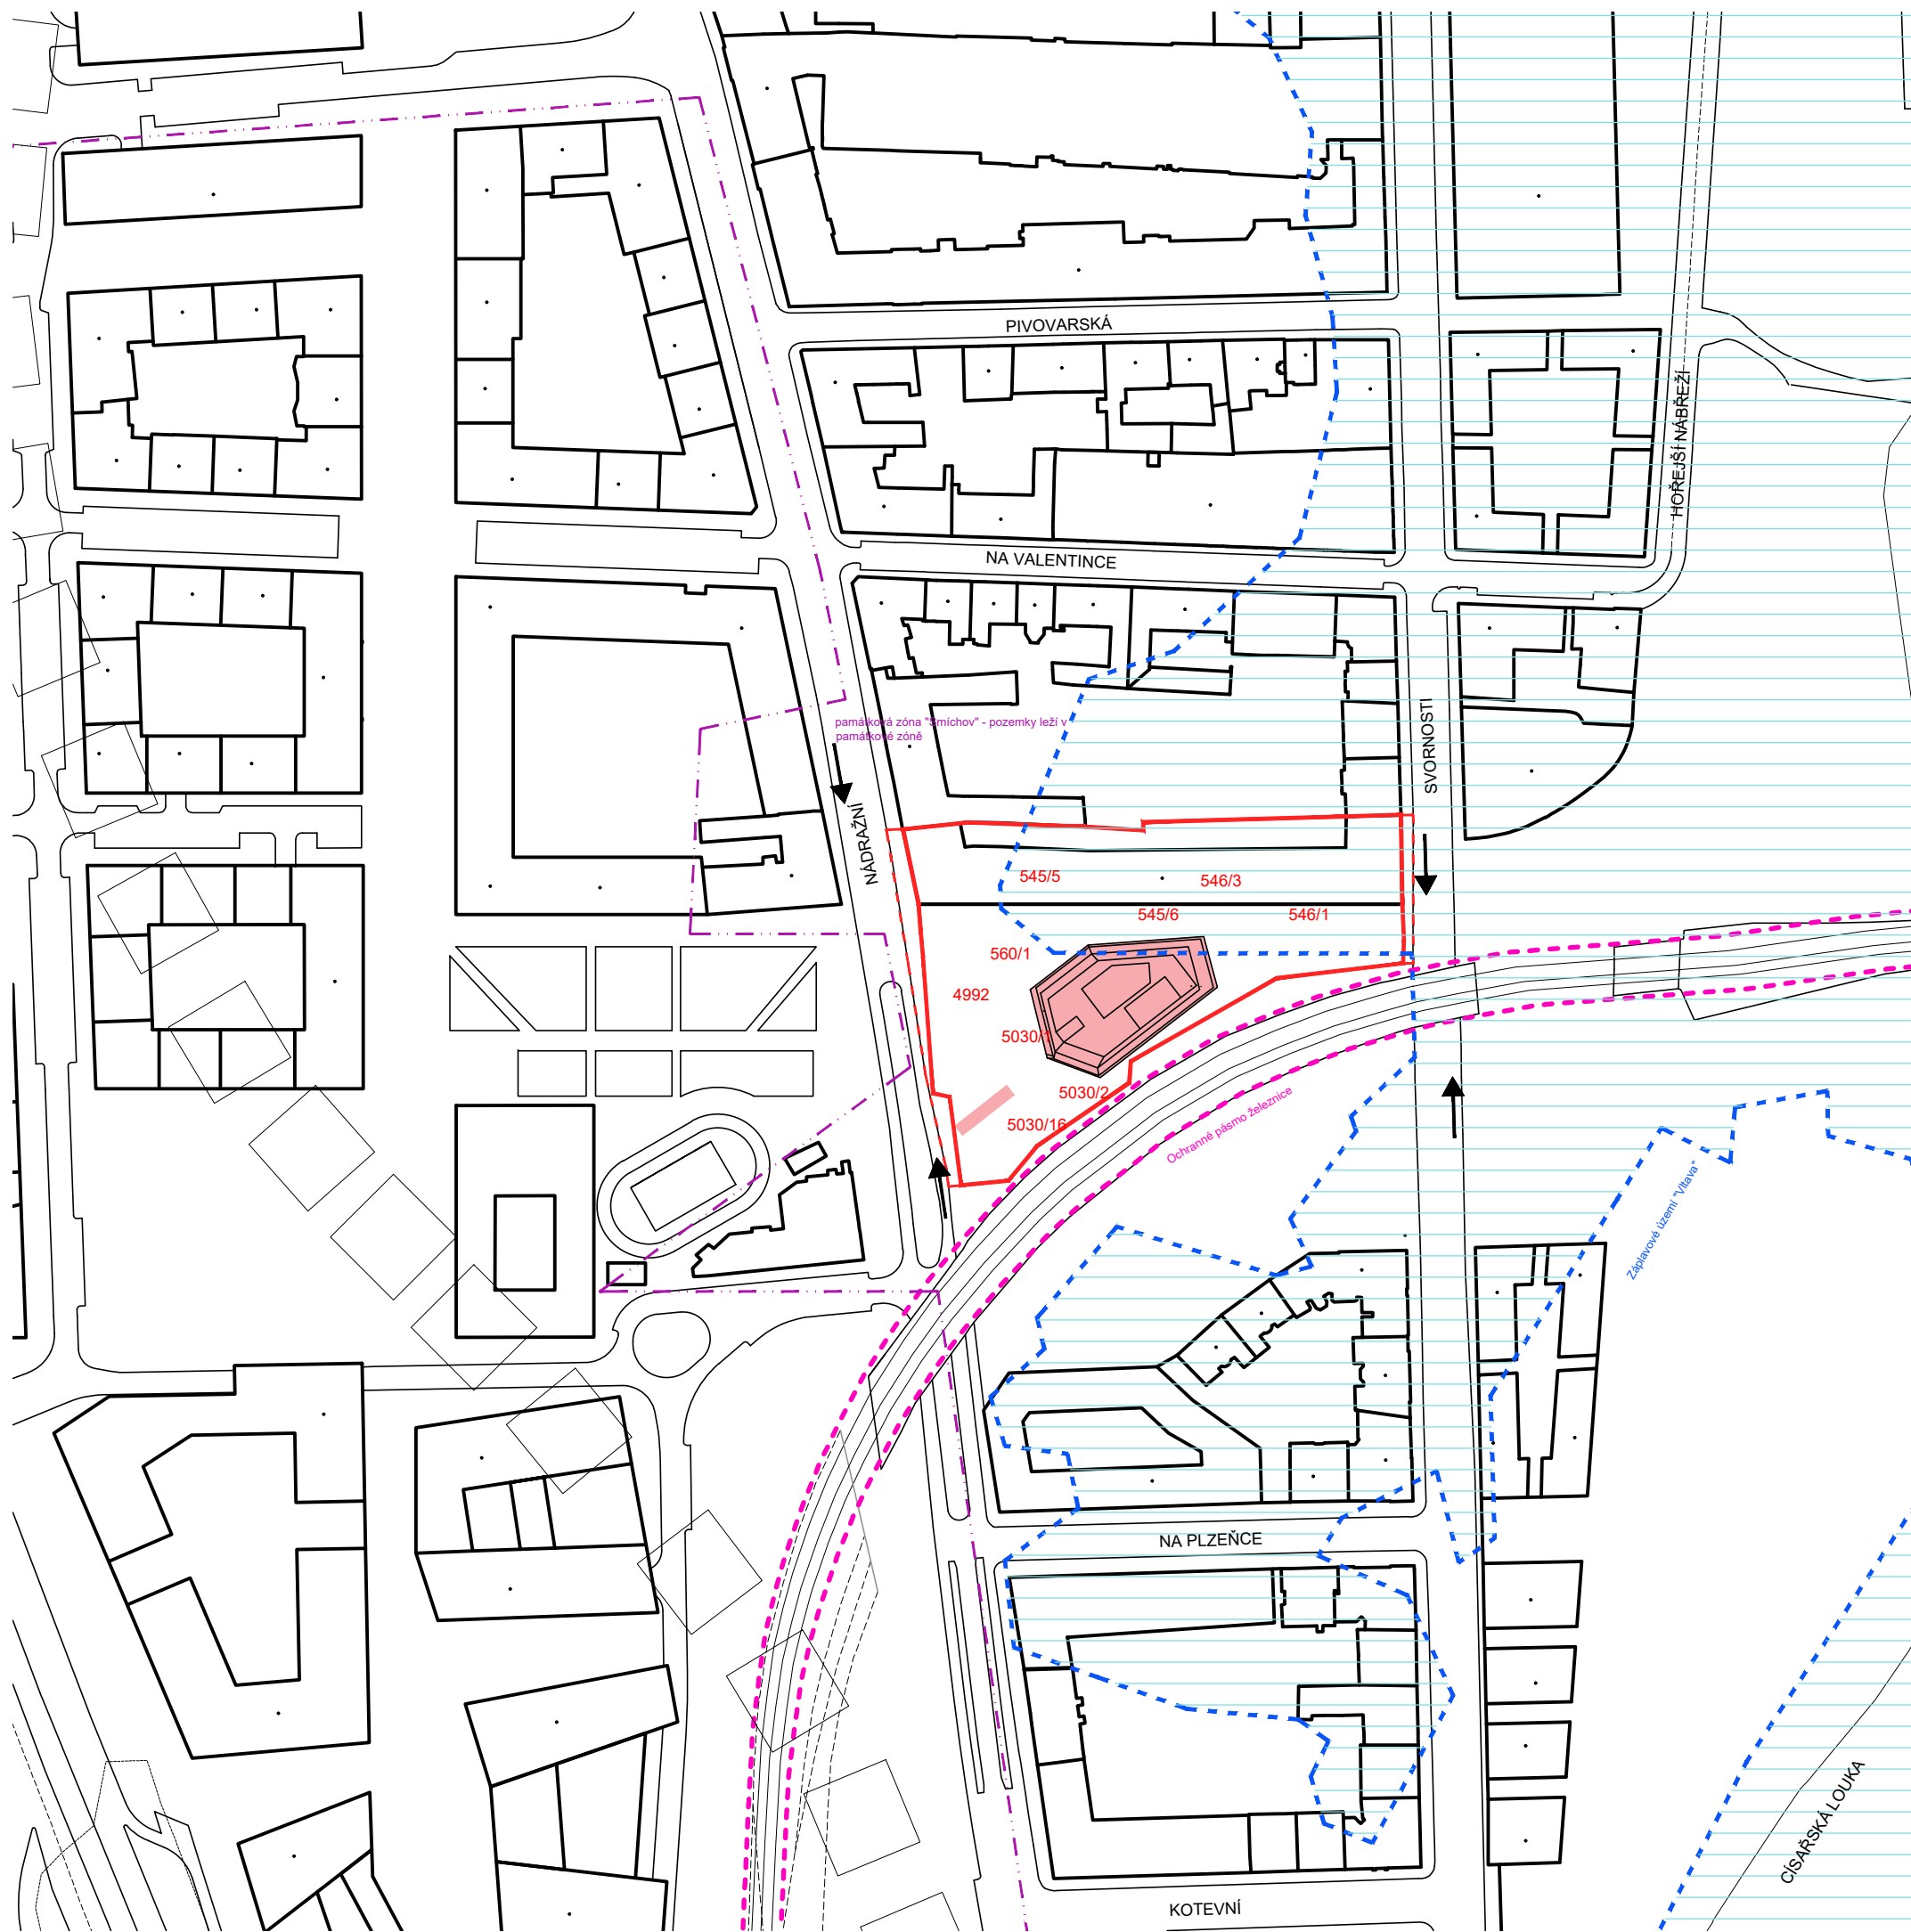 PIVOVARSKÁ
HOŘEJŠÍ NÁBŘEŽÍ
NA VALENTINCE
SVORNOSTI
památková zóna "Smíchov" - pozemky leží v
památkové zóně
NÁDRAŽNÍ
545/5
546/3
545/6
546/1
560/1
4992
5030/1
5030/2
5030/16
Ochranné pásmo železnice
Záplavové území "Vltava"
NA PLZEŇCE
CÍSAŘSKÁ LOUKA
KOTEVNÍ